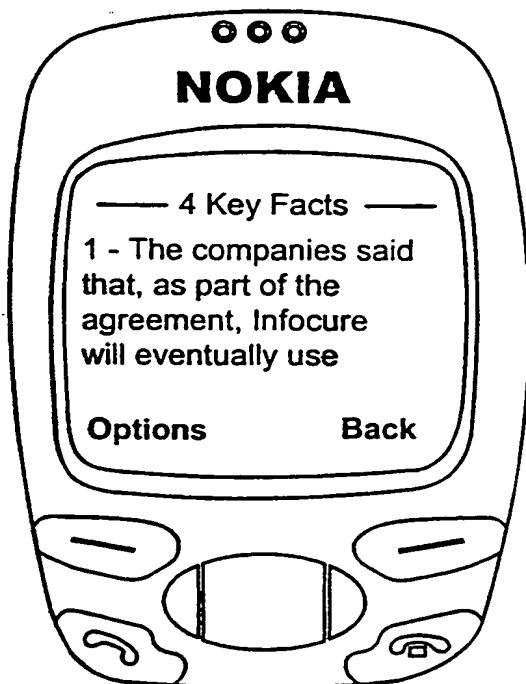 NOKIA
4 Key Facts
1 - The companies said
that, as part of the
agreement, Infocure
will eventually use
Options Back